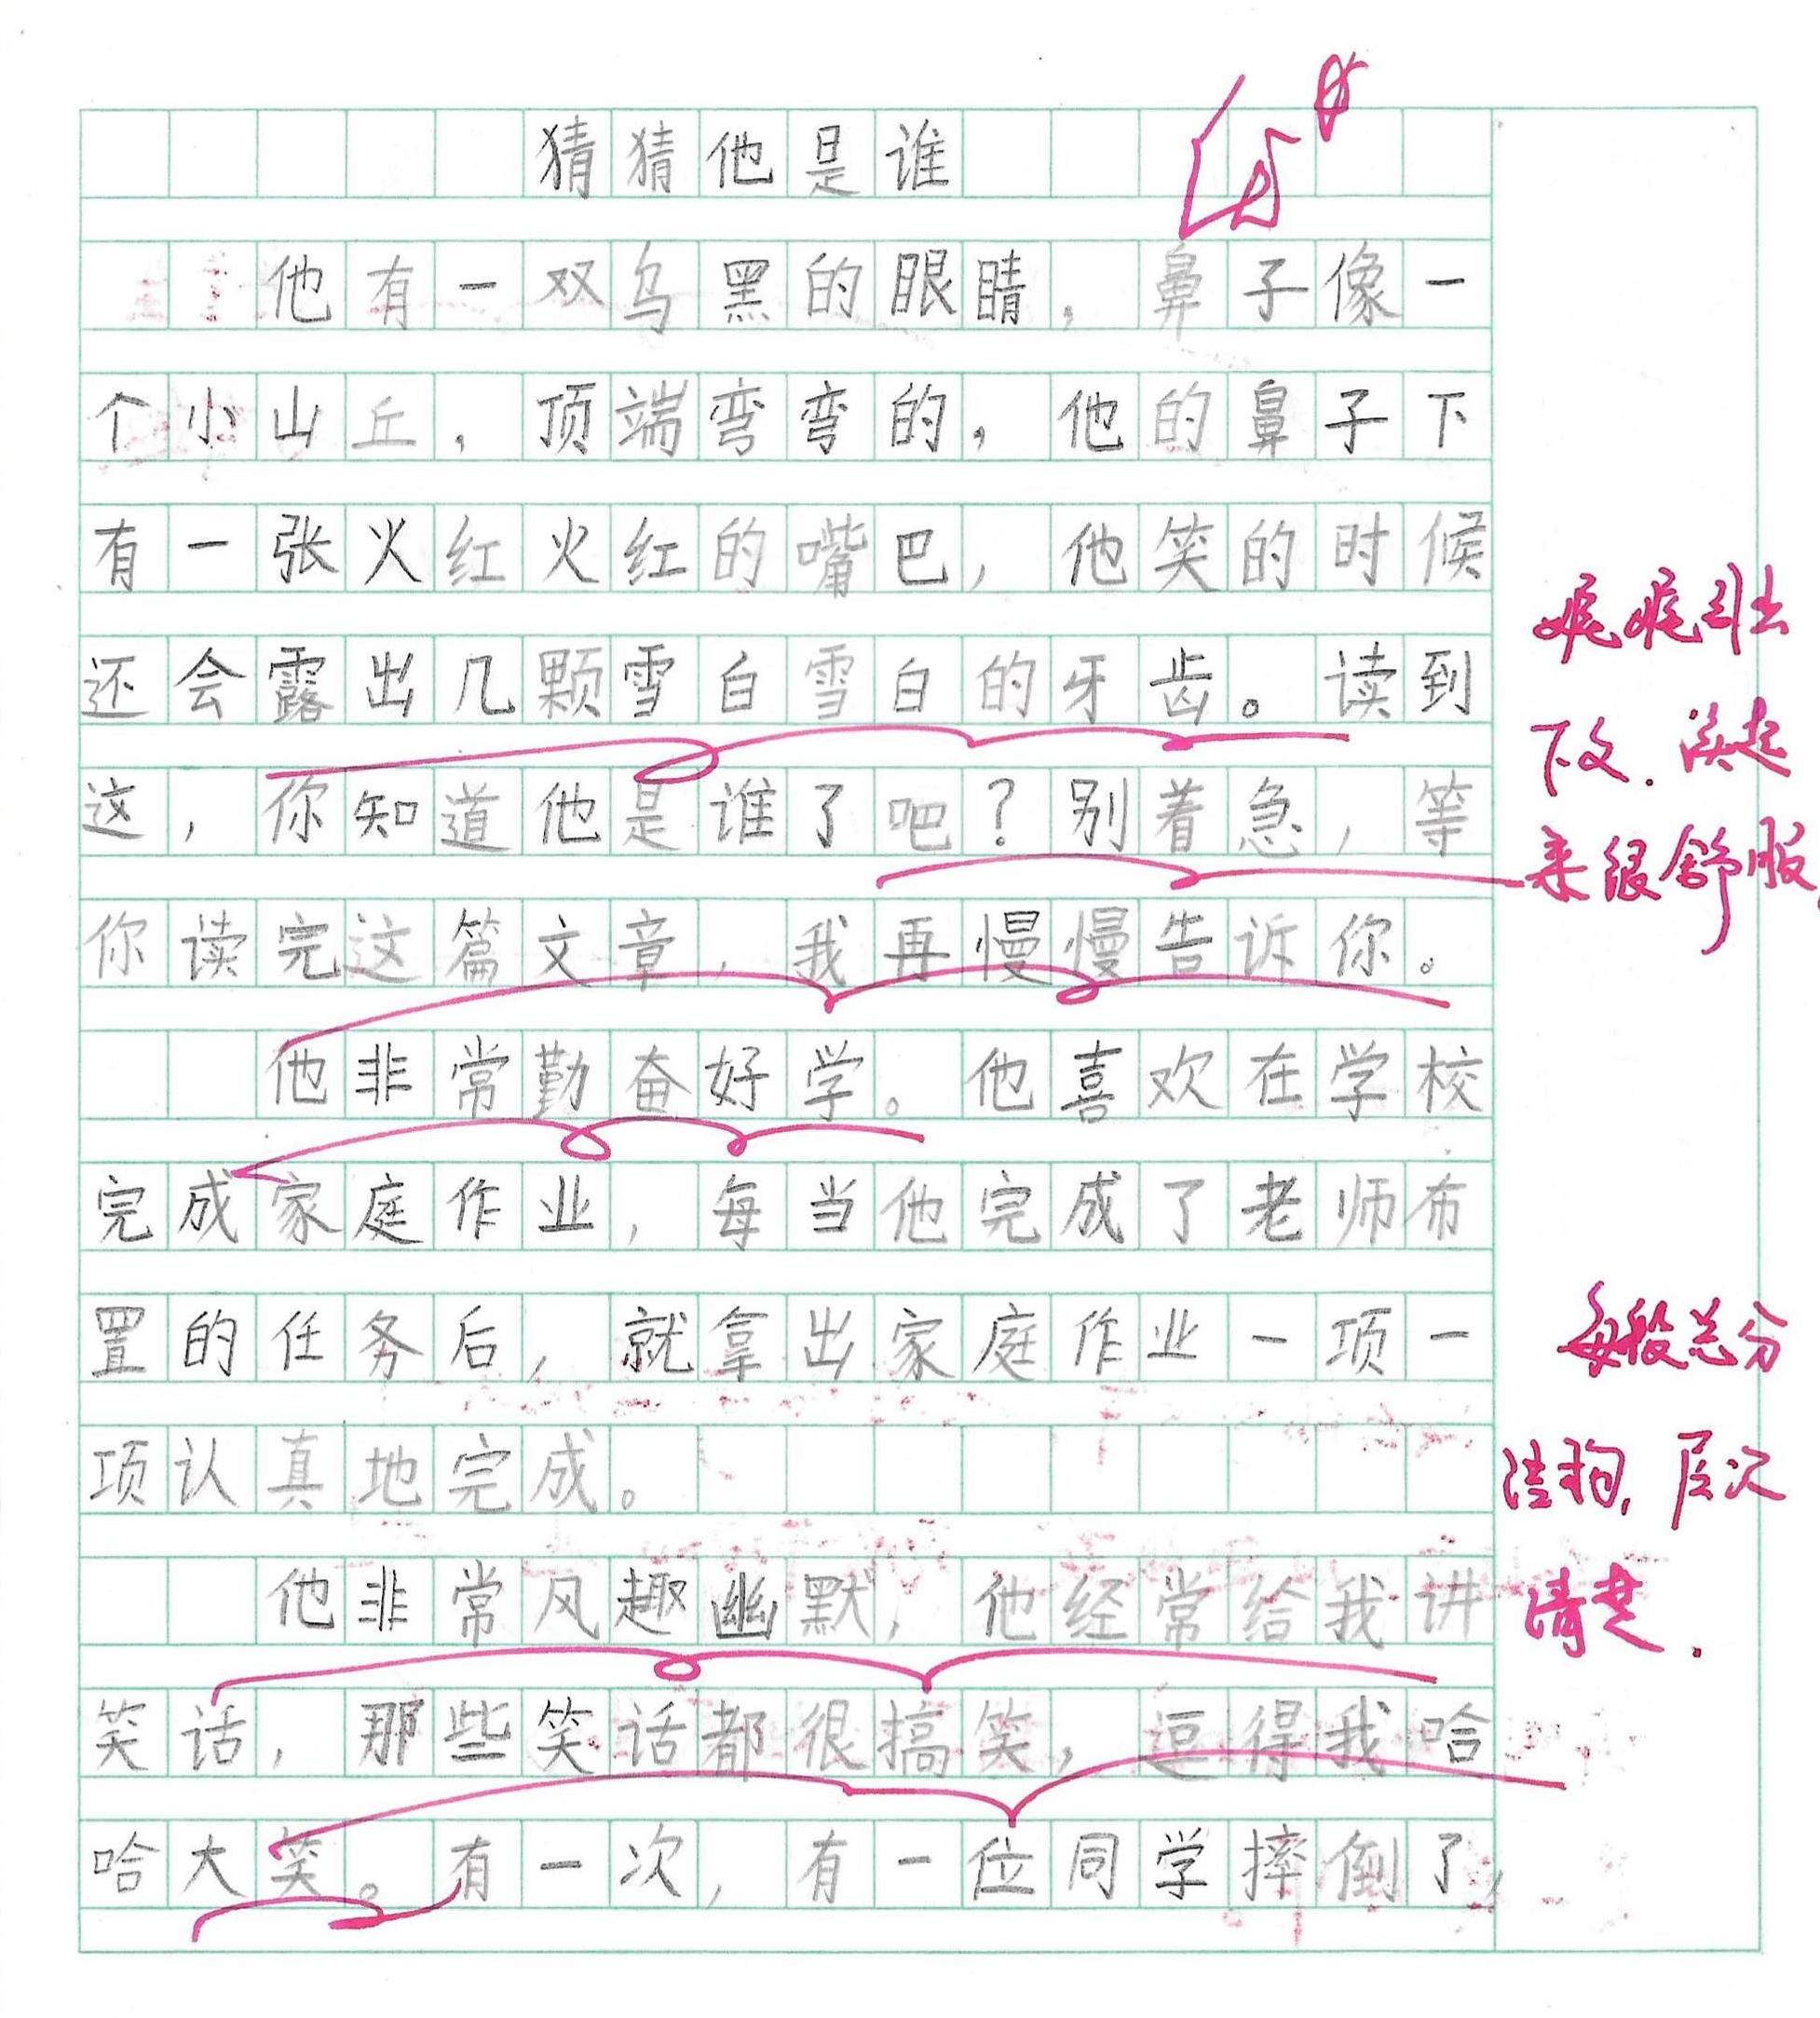 猜猜他是谁
他有一双乌黑的眼睛，鼻子像一
个小山丘，顶端弯弯的，他的鼻子下
有一张火红火红的嘴巴，他笑的时候
还会露出几颗雪白雪白的牙齿。读到
这，你知道他是谁了吧？别着急，等
你读完这篇文章，我再慢慢告诉你。
他非常勤奋好学。他喜欢在学校
完成家庭作业，每当他完成了老师布
置的任务后，就拿出家庭作业一项一
项认真地完成。
他非常风趣幽默，他经常给我讲
笑话，那些笑话都很搞笑，逗得我哈
哈大笑。有一次，有一位同学摔倒了，
娓娓引出
下文．读起
来很舒服，
每段总分
结构，层次
清楚．